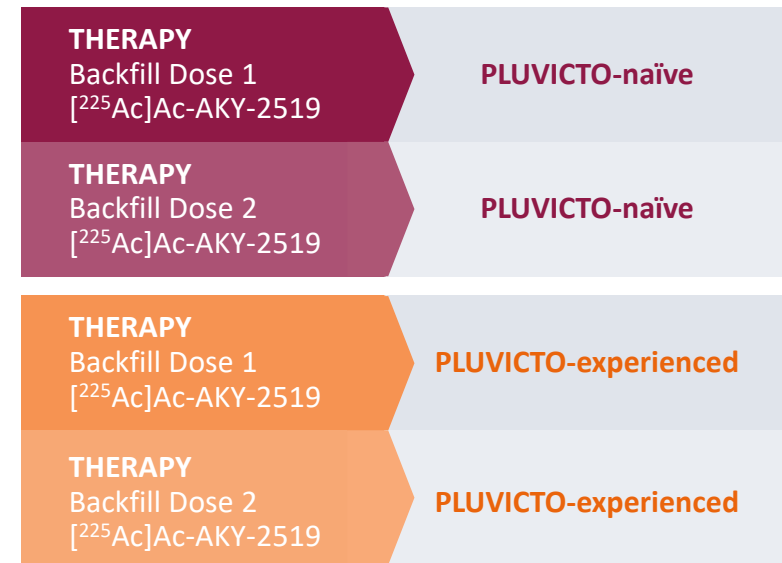 THERAPY
Backfill Dose 1
[²²⁵Ac]Ac-AKY-2519
PLUVICTO-naïve
THERAPY
Backfill Dose 2
[²²⁵Ac]Ac-AKY-2519
PLUVICTO-naïve
THERAPY
Backfill Dose 1
[²²⁵Ac]Ac-AKY-2519
PLUVICTO-experienced
THERAPY
Backfill Dose 2
[²²⁵Ac]Ac-AKY-2519
PLUVICTO-experienced